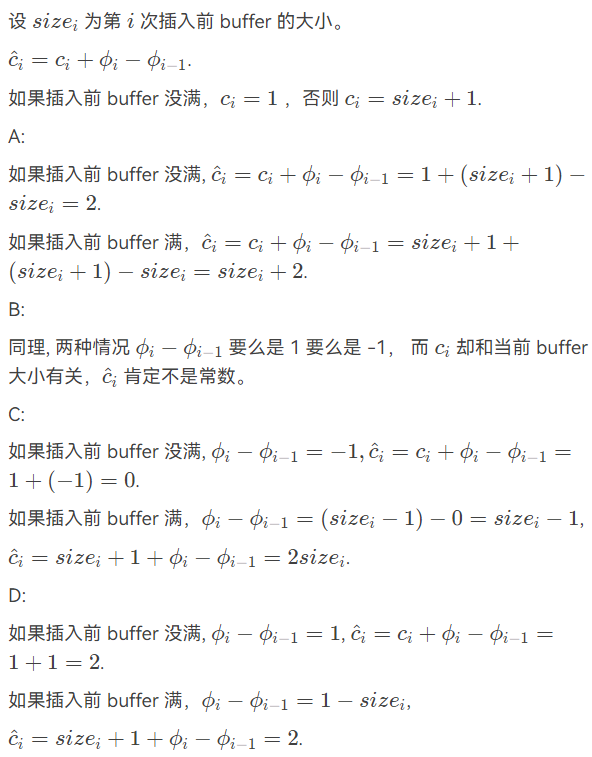 设 $size_i$ 为第 $i$ 次插入前 buffer 的大小。
$\hat{c}_i = c_i + \phi_i - \phi_{i-1}$.
如果插入前 buffer 没满，$c_i = 1$ ，否则 $c_i = size_i + 1$.
A:
如果插入前 buffer 没满, $\hat{c}_i = c_i + \phi_i - \phi_{i-1} = 1 + (size_i + 1) -$
$size_i = 2$.
如果插入前 buffer 满，$\hat{c}_i = c_i + \phi_i - \phi_{i-1} = size_i + 1 +$
$(size_i + 1) - size_i = size_i + 2$.
B:
同理, 两种情况 $\phi_i - \phi_{i-1}$ 要么是 1 要么是 -1， 而 $c_i$ 却和当前 buffer
大小有关，$\hat{c}_i$ 肯定不是常数。
C:
如果插入前 buffer 没满, $\phi_i - \phi_{i-1} = -1, \hat{c}_i = c_i + \phi_i - \phi_{i-1} =$
$1 + (-1) = 0$.
如果插入前 buffer 满，$\phi_i - \phi_{i-1} = (size_i - 1) - 0 = size_i - 1$,
$\hat{c}_i = size_i + 1 + \phi_i - \phi_{i-1} = 2size_i$.
D:
如果插入前 buffer 没满, $\phi_i - \phi_{i-1} = 1$, $\hat{c}_i = c_i + \phi_i - \phi_{i-1} =$
$1 + 1 = 2$.
如果插入前 buffer 满，$\phi_i - \phi_{i-1} = 1 - size_i$,
$\hat{c}_i = size_i + 1 + \phi_i - \phi_{i-1} = 2$.